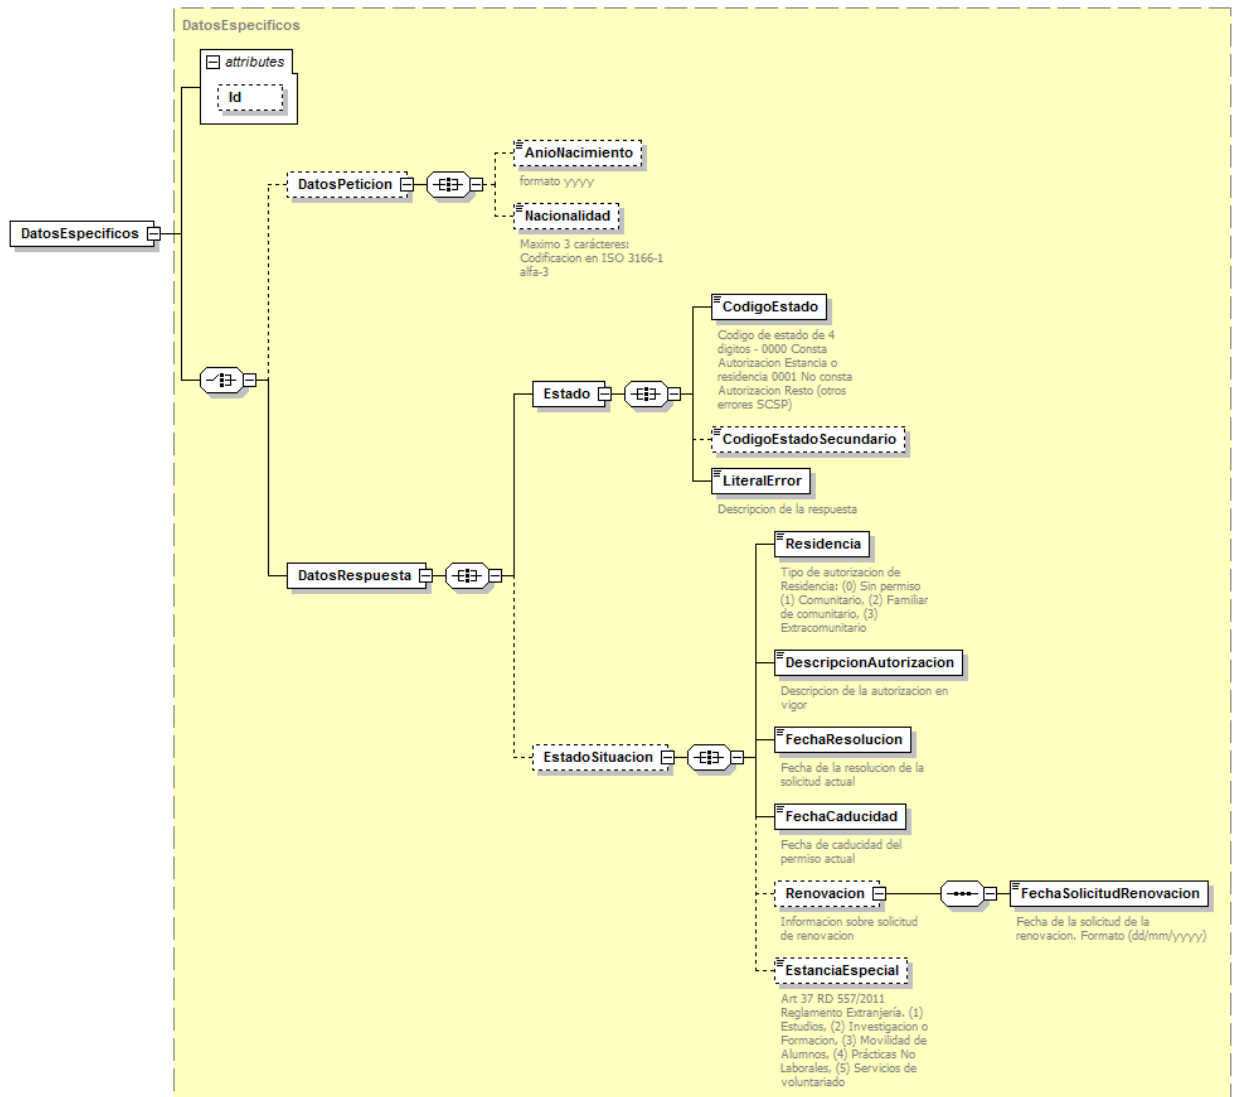 DatosEspecificos
attributes
Id
AnioNacimiento
formato yyyy
DatosPeticion
Nacionalidad
Maximo 3 carácteres:
Codificacion en ISO 3166-1
alfa-3
DatosEspecificos
CodigoEstado
Codigo de estado de 4
digitos - 0000 Consta
Autorizacion Estancia o
residencia 0001 No consta
Autorizacion Resto (otros
errores SCSP)
Estado
CodigoEstadoSecundario
LiteralError
Descripcion de la respuesta
DatosRespuesta
Residencia
Tipo de autorizacion de
Residencia: (0) Sin permiso
(1) Comunitario, (2) Familiar
de comunitario, (3)
Extracomunitario
DescripcionAutorizacion
Descripcion de la autorizacion en
vigor
FechaResolucion
Fecha de la resolucion de la
solicitud actual
EstadoSituacion
FechaCaducidad
Fecha de caducidad del
permiso actual
Renovacion
Informacion sobre solicitud
de renovacion
FechaSolicitudRenovacion
Fecha de la solicitud de la
renovacion. Formato (dd/mm/yyyy)
EstanciaEspecial
Art 37 RD 557/2011
Reglamento Extranjería. (1)
Estudios, (2) Investigacion o
Formacion, (3) Movilidad de
Alumnos, (4) Prácticas No
Laborales, (5) Servicios de
voluntariado